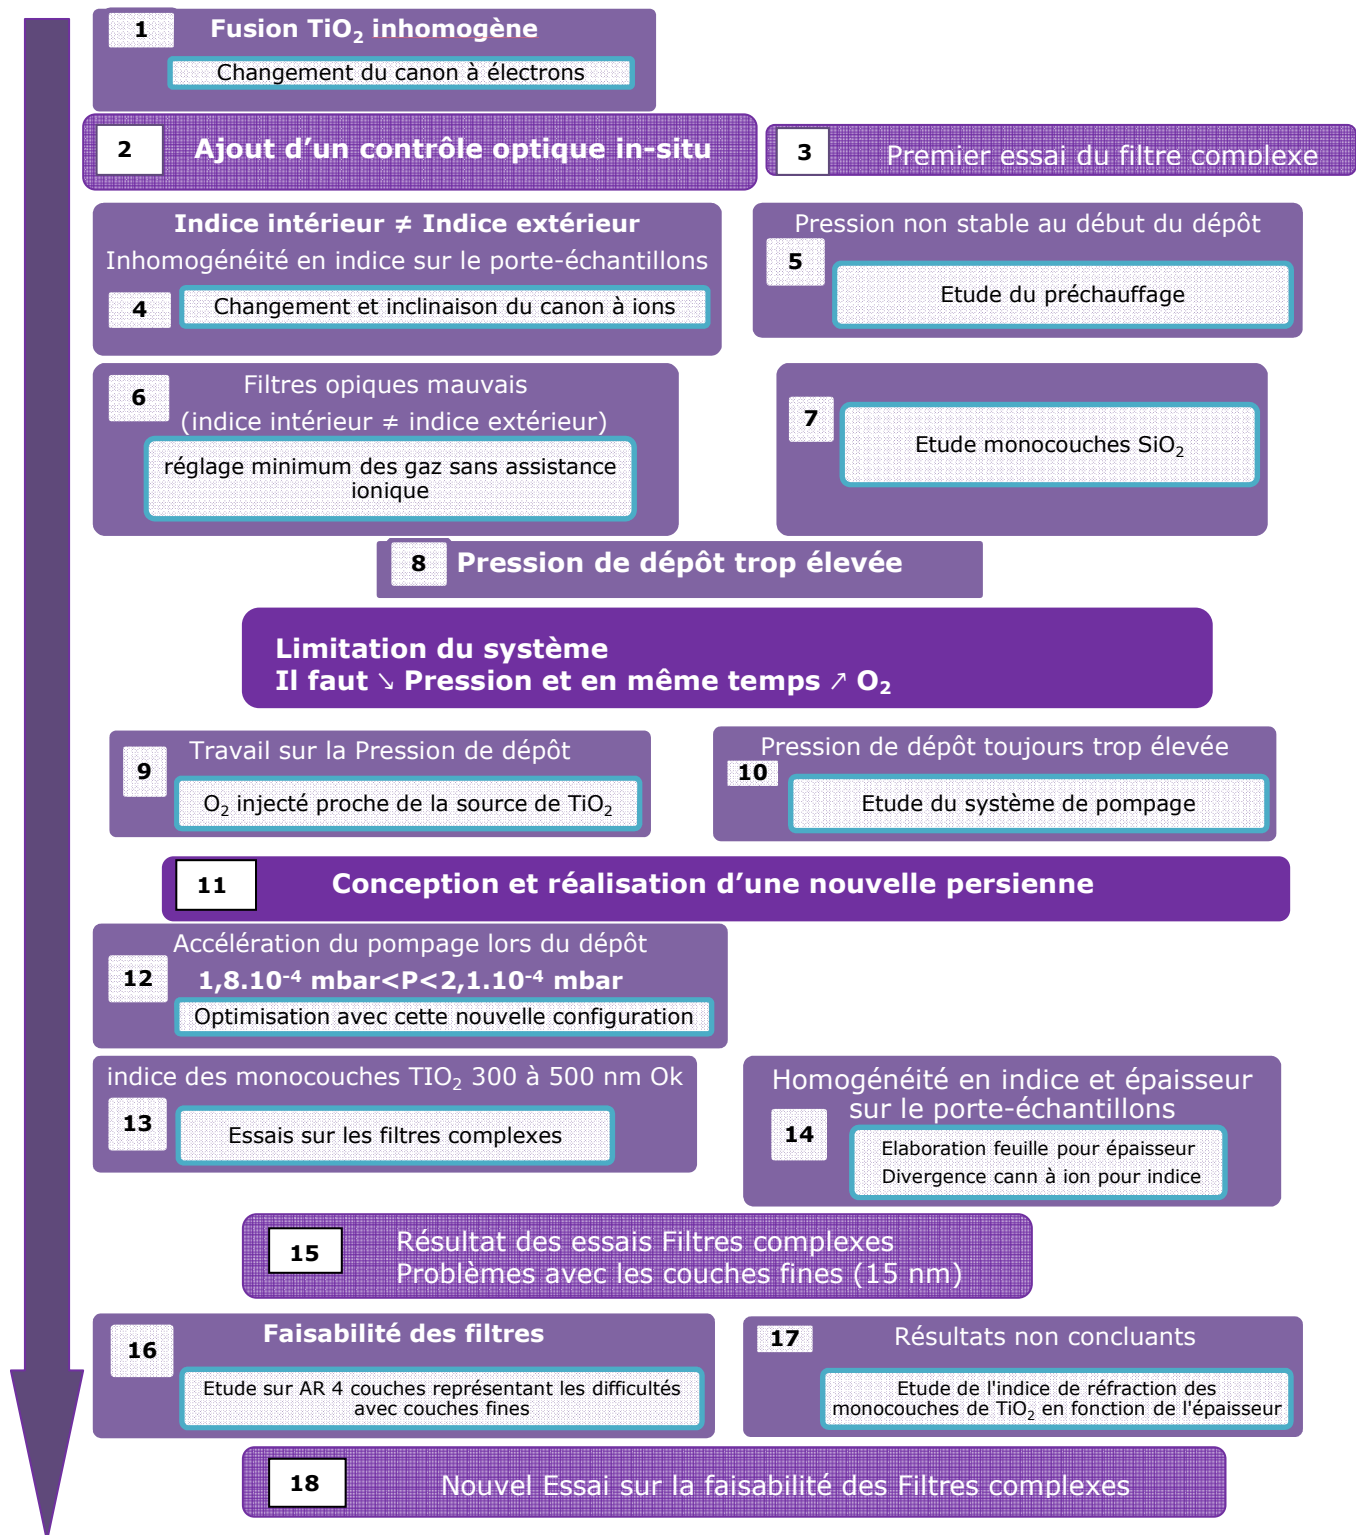 1
Fusion TiO₂ inhomogène
Changement du canon à électrons
2
Ajout d’un contrôle optique in-situ
3
Premier essai du filtre complexe
Indice intérieur ≠ Indice extérieur
Inhomogénéité en indice sur le porte-échantillons
4
Changement et inclinaison du canon à ions
Pression non stable au début du dépôt
5
Etude du préchauffage
6
Filtres opiques mauvais
(indice intérieur ≠ indice extérieur)
réglage minimum des gaz sans assistance
ionique
7
Etude monocouches SiO₂
8
Pression de dépôt trop élevée
Limitation du système
Il faut ↘ Pression et en même temps ↗ O₂
9
Travail sur la Pression de dépôt
O₂ injecté proche de la source de TiO₂
Pression de dépôt toujours trop élevée
10
Etude du système de pompage
11
Conception et réalisation d’une nouvelle persienne
Accélération du pompage lors du dépôt
12
1,8.10⁻⁴ mbar<P<2,1.10⁻⁴ mbar
Optimisation avec cette nouvelle configuration
indice des monocouches TIO₂ 300 à 500 nm Ok
13
Essais sur les filtres complexes
Homogénéité en indice et épaisseur
sur le porte-échantillons
14
Elaboration feuille pour épaisseur
Divergence cann à ion pour indice
15
Résultat des essais Filtres complexes
Problèmes avec les couches fines (15 nm)
16
Faisabilité des filtres
Etude sur AR 4 couches représentant les difficultés
avec couches fines
17
Résultats non concluants
Etude de l'indice de réfraction des
monocouches de TiO₂ en fonction de l'épaisseur
18
Nouvel Essai sur la faisabilité des Filtres complexes